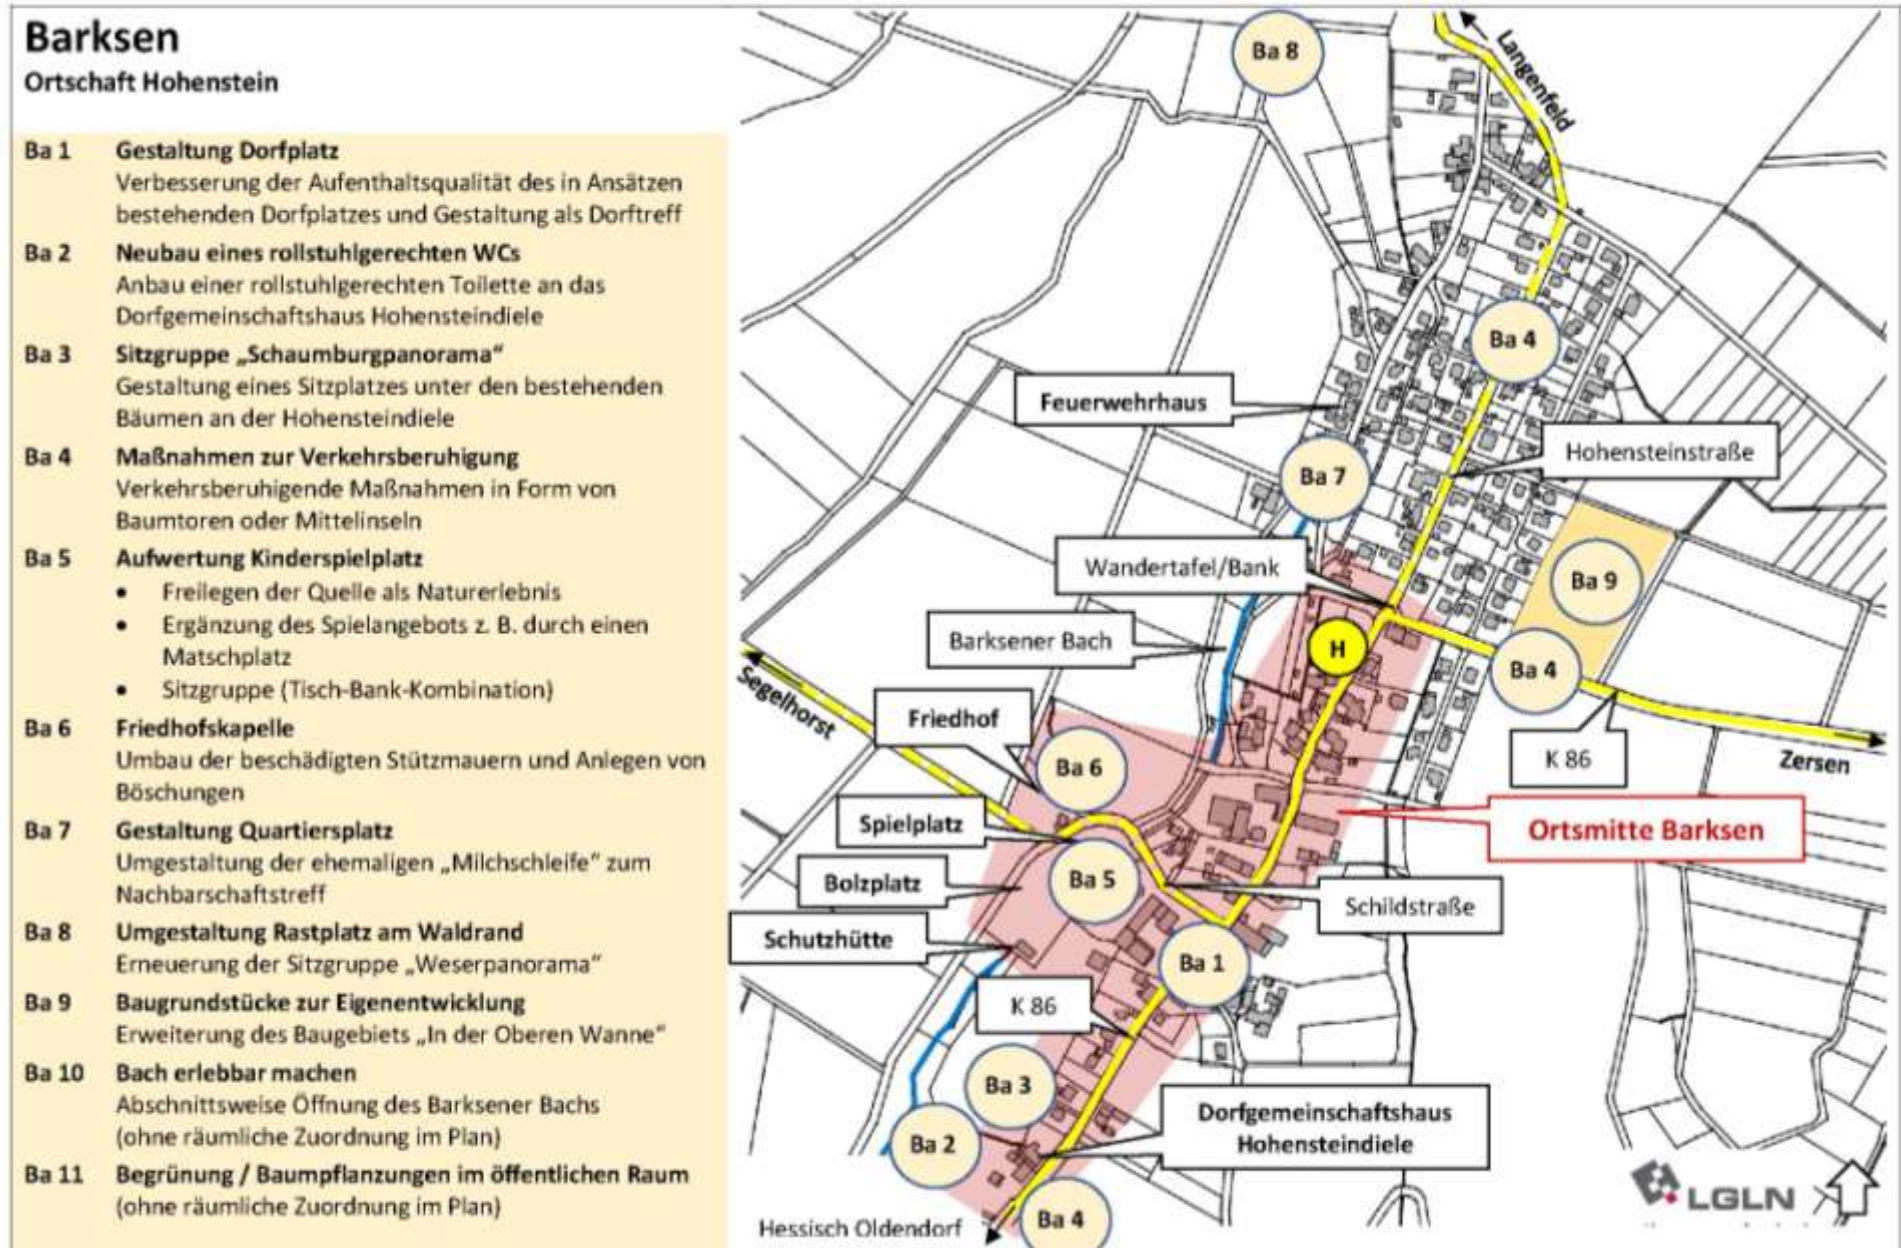 Barksen
Ortschaft Hohenstein
Ba 1 Gestaltung Dorfplatz
Verbesserung der Aufenthaltsqualität des in Ansätzen
bestehenden Dorfplatzes und Gestaltung als Dorftreff
Ba 2 Neubau eines rollstuhlgerechten WCs
Anbau einer rollstuhlgerechten Toilette an das
Dorfgemeinschaftshaus Hohensteindiele
Ba 3 Sitzgruppe „Schaumburgpanorama“
Gestaltung eines Sitzplatzes unter den bestehenden
Bäumen an der Hohensteindiele
Ba 4 Maßnahmen zur Verkehrsberuhigung
Verkehrsberuhigende Maßnahmen in Form von
Baumtoren oder Mittelinseln
Ba 5 Aufwertung Kinderspielplatz
• Freilegen der Quelle als Naturerlebnis
• Ergänzung des Spielangebots z. B. durch einen
Matschplatz
• Sitzgruppe (Tisch-Bank-Kombination)
Ba 6 Friedhofskapelle
Umbau der beschädigten Stützmauern und Anlegen von
Böschungen
Ba 7 Gestaltung Quartiersplatz
Umgestaltung der ehemaligen „Milchschleife“ zum
Nachbarschaftstreff
Ba 8 Umgestaltung Rastplatz am Waldrand
Erneuerung der Sitzgruppe „Weserpanorama“
Ba 9 Baugrundstücke zur Eigenentwicklung
Erweiterung des Baugebiets „In der Oberen Wanne“
Ba 10 Bach erlebbar machen
Abschnittsweise Öffnung des Barksener Bachs
(ohne räumliche Zuordnung im Plan)
Ba 11 Begrünung / Baumpflanzungen im öffentlichen Raum
(ohne räumliche Zuordnung im Plan)
Ba 8
Langenfeld
Ba 4
Feuerwehrhaus
Hohensteinstraße
Ba 7
Wandertafel/Bank
Ba 9
Barksener Bach
H
Ba 4
Segelhorst
Friedhof
K 86
Zersen
Ba 6
Spielplatz
Ortsmitte Barksen
Bolzplatz
Ba 5
Schildstraße
Schutzhütte
Ba 1
K 86
Ba 3
Dorfgemeinschaftshaus
Hohensteindiele
Ba 2
Ba 4
Hessisch Oldendorf
LGLN